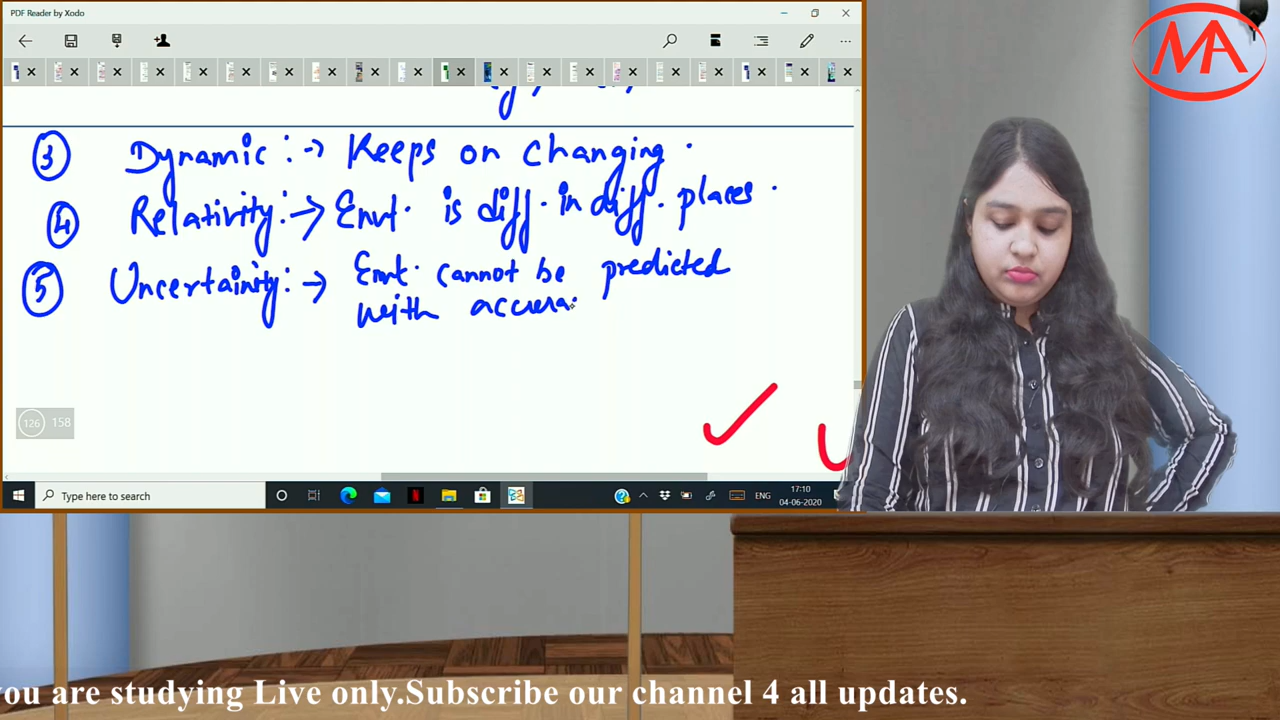 PDF Reader by Xodo
MA
③ Dynamic :→ Keeps on changing.
④ Relativity :→ Envt. is diff. in diff. places.
⑤ Uncertainity :→ Envt. cannot be predicted
with accura
126 158
Type here to search
ENG
17:10
04-06-2020
you are studying Live only.Subscribe our channel 4 all updates.